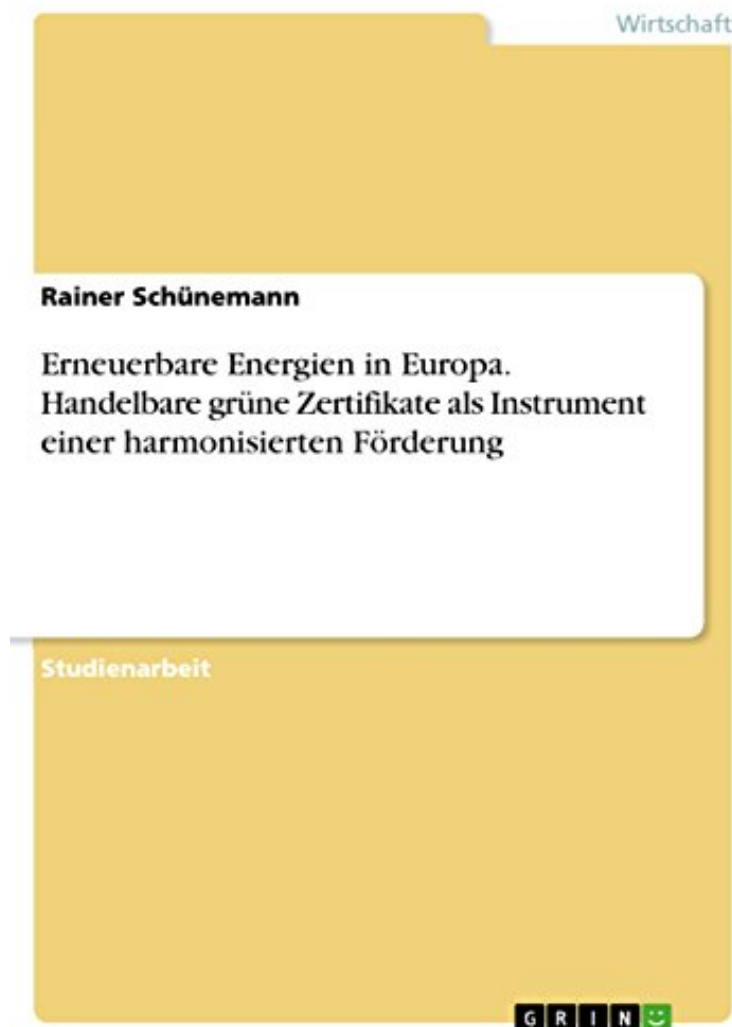 Wirtschaft
Rainer Schünemann
Erneuerbare Energien in Europa.
Handelbare grüne Zertifikate als Instrument
einer harmonisierten Förderung
Studienarbeit
GRIN